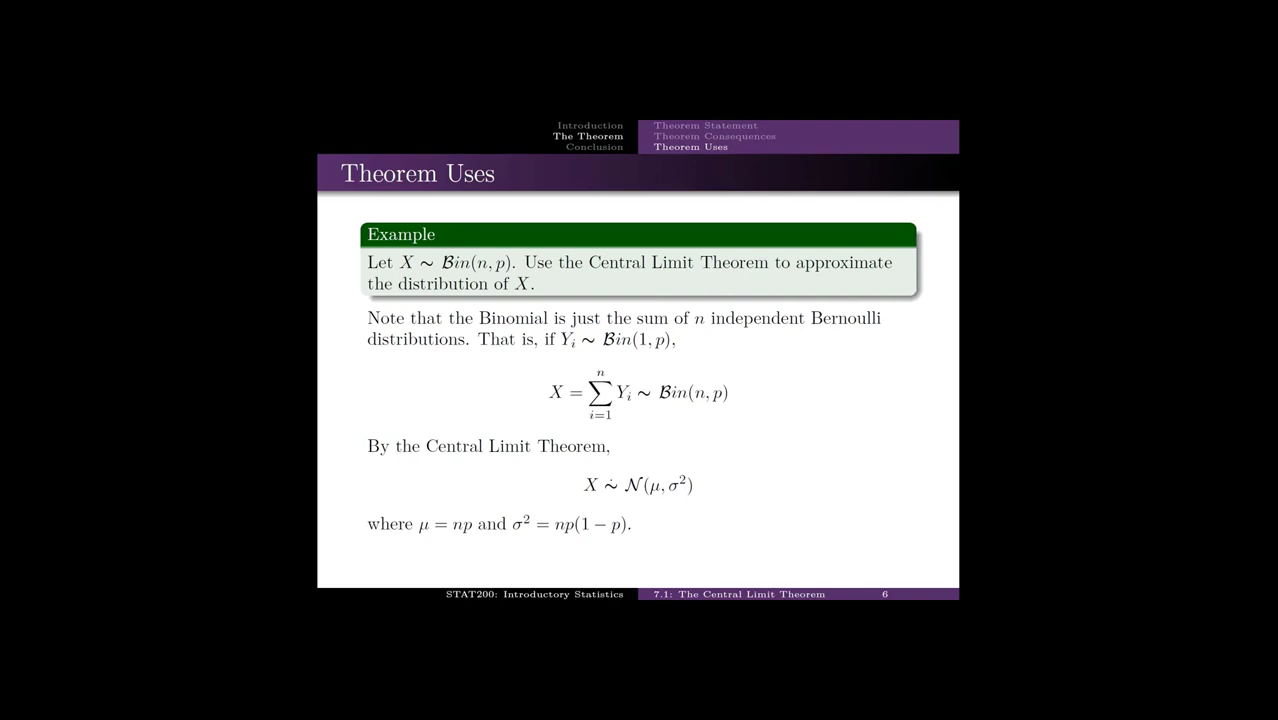 Introduction
The Theorem
Conclusion
Theorem Statement
Theorem Consequences
Theorem Uses
Theorem Uses
Example
Let X ∼ Bin(n, p). Use the Central Limit Theorem to approximate
the distribution of X.
Note that the Binomial is just the sum of n independent Bernoulli
distributions. That is, if Y_i ∼ Bin(1, p),
X = ∑_{i=1}^{n} Y_i ∼ Bin(n, p)
By the Central Limit Theorem,
X ∼̇ N(μ, σ²)
where μ = np and σ² = np(1 − p).
STAT200: Introductory Statistics
7.1: The Central Limit Theorem 6